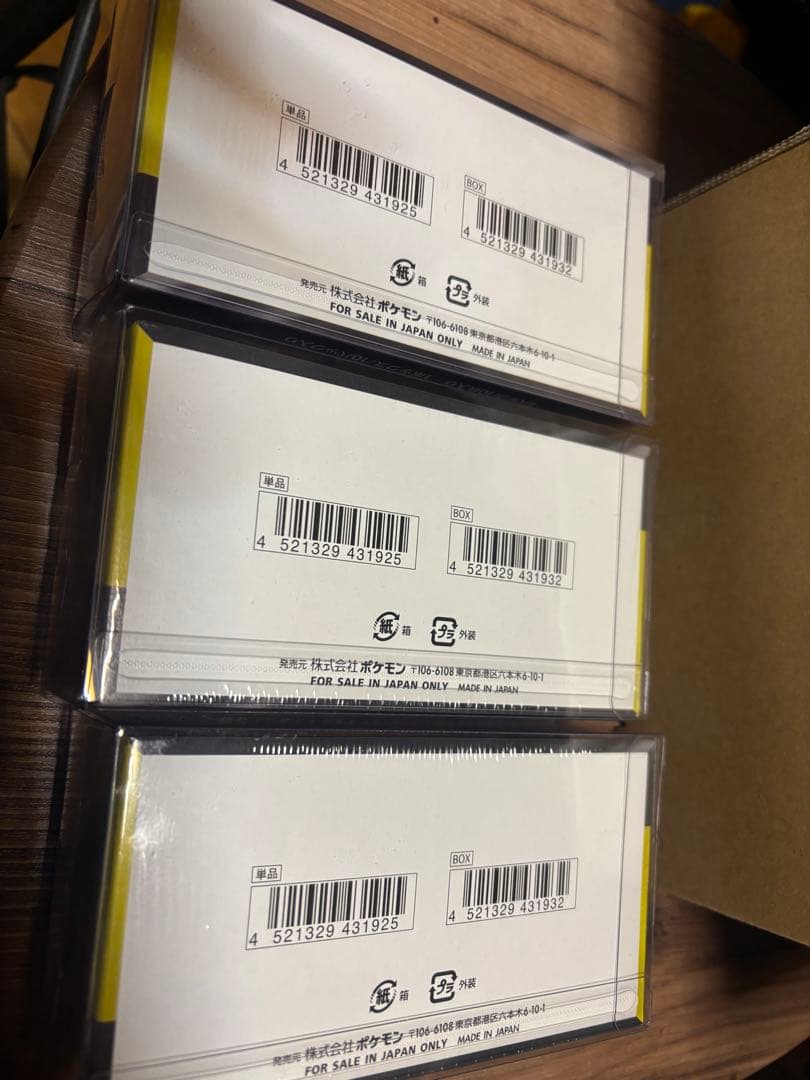 単品
4 521329 431925
BOX
4 521329 431932
紙 箱
プラ 外装
発売元 株式会社ポケモン 〒106-6108 東京都港区六本木6-10-1
FOR SALE IN JAPAN ONLY MADE IN JAPAN
単品
4 521329 431925
BOX
4 521329 431932
紙 箱
プラ 外装
発売元 株式会社ポケモン 〒106-6108 東京都港区六本木6-10-1
FOR SALE IN JAPAN ONLY MADE IN JAPAN
単品
4 521329 431925
BOX
4 521329 431932
紙 箱
プラ 外装
発売元 株式会社ポケモン 〒106-6108 東京都港区六本木6-10-1
FOR SALE IN JAPAN ONLY MADE IN JAPAN